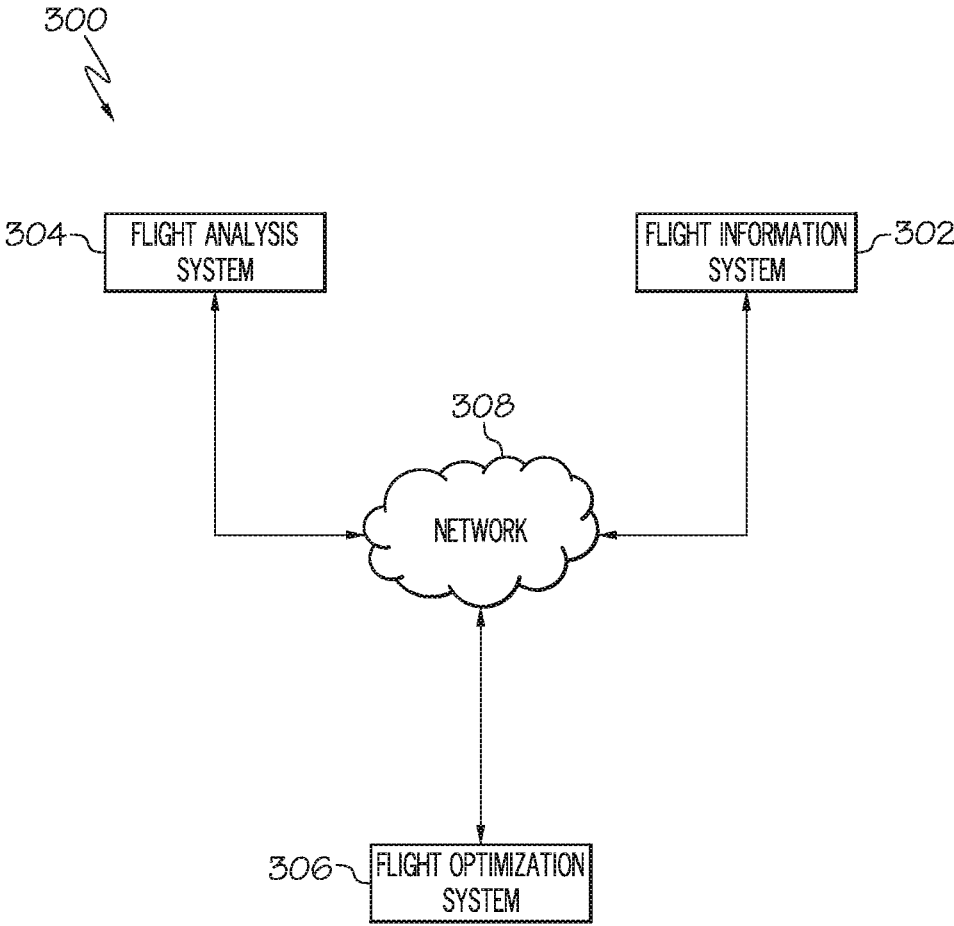 300
304
FLIGHT ANALYSIS
SYSTEM
FLIGHT INFORMATION
SYSTEM
302
308
NETWORK
306
FLIGHT OPTIMIZATION
SYSTEM